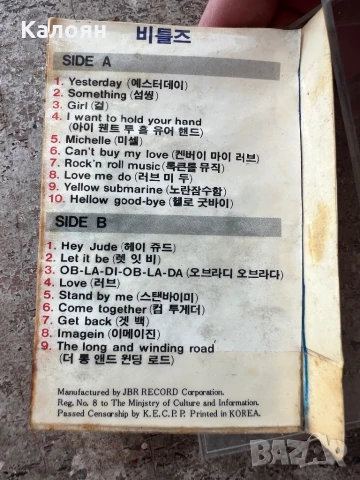 Калоян
비틀즈
SIDE A
1. Yesterday (예스터데이)
2. Something (섬씽)
3. Girl (걸)
4. I want to hold your hand
(아이 웬트 투 홀 유어 핸드)
5. Michelle (미셀)
6. Can't buy my love (켄버이 마이 러브)
7. Rock'n roll music (록큰롤 뮤직)
8. Love me do (러브 미 두)
9. Yellow submarine (노란잠수함)
10. Hellow good-bye (헬로 굿바이)
SIDE B
1. Hey Jude (헤이 쥬드)
2. Let it be (렛 잇 비)
3. OB-LA-DI-OB-LA-DA (오브라디 오브라다)
4. Love (러브)
5. Stand by me (스탠바이미)
6. Come together (컴 투게더)
7. Get back (겟 백)
8. Imagein (이메이진)
9. The long and winding road
(더 롱 앤드 윈딩 로드)
Manufactured by JBR RECORD Corporation.
Reg. No. 8 to The Ministry of Culture and Information.
Passed Censorship by K.E.C.P.P. Printed in KOREA.
BAZAR